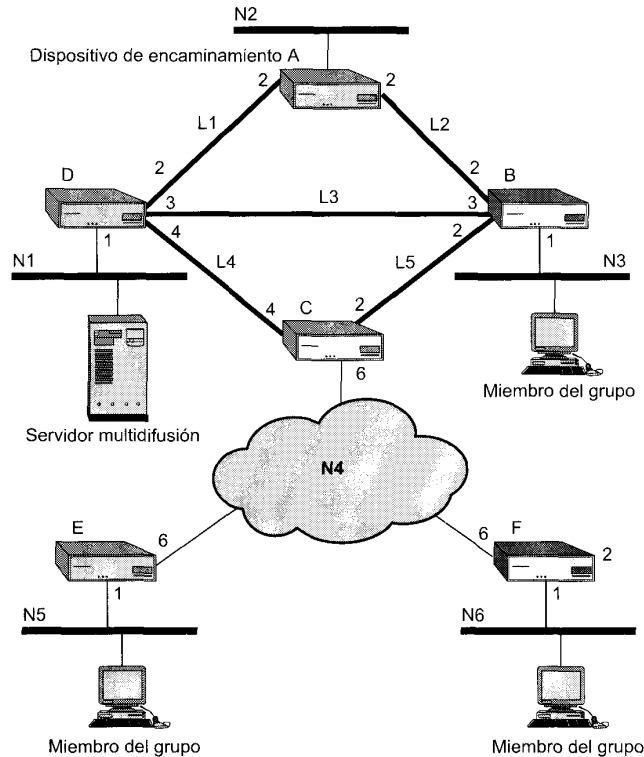 N2
Dispositivo de encaminamiento A
2 2
L1 L2
D 2 2 B
3 L3 3
1 4 2 1
N1 L4 L5 N3
4 2
C
6
Miembro del grupo
Servidor multidifusión
N4
E 6 6 F 2
1 1
N5 N6
Miembro del grupo Miembro del grupo